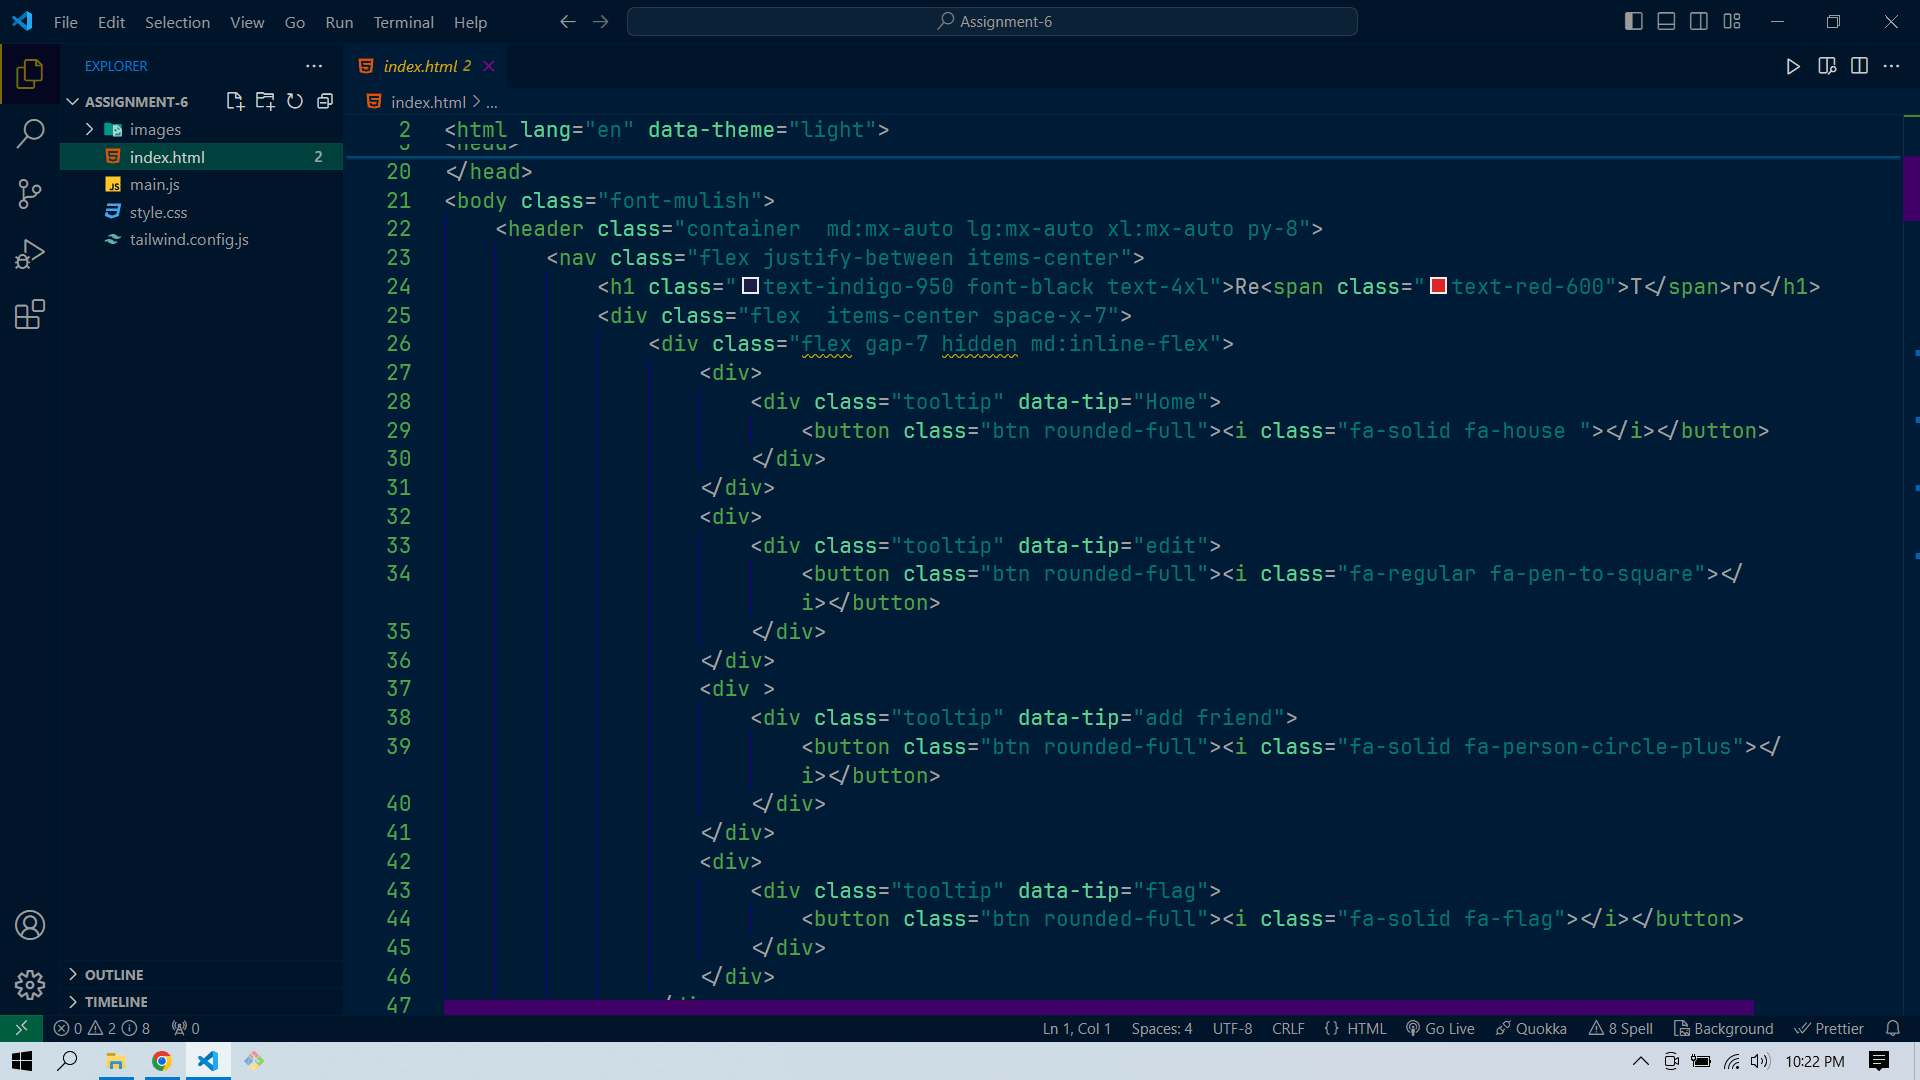 File Edit Selection View Go Run Terminal Help
Assignment-6
EXPLORER
ASSIGNMENT-6
images
index.html 2
main.js
style.css
tailwind.config.js
OUTLINE
TIMELINE
index.html 2
index.html > ...
2 <html lang="en" data-theme="light">
20 </head>
21 <body class="font-mulish">
22 <header class="container  md:mx-auto lg:mx-auto xl:mx-auto py-8">
23 <nav class="flex justify-between items-center">
24 <h1 class="text-indigo-950 font-black text-4xl">Re<span class="text-red-600">T</span>ro</h1>
25 <div class="flex  items-center space-x-7">
26 <div class="flex gap-7 hidden md:inline-flex">
27 <div>
28 <div class="tooltip" data-tip="Home">
29 <button class="btn rounded-full"><i class="fa-solid fa-house "></i></button>
30 </div>
31 </div>
32 <div>
33 <div class="tooltip" data-tip="edit">
34 <button class="btn rounded-full"><i class="fa-regular fa-pen-to-square"></
i></button>
35 </div>
36 </div>
37 <div >
38 <div class="tooltip" data-tip="add friend">
39 <button class="btn rounded-full"><i class="fa-solid fa-person-circle-plus"></
i></button>
40 </div>
41 </div>
42 <div>
43 <div class="tooltip" data-tip="flag">
44 <button class="btn rounded-full"><i class="fa-solid fa-flag"></i></button>
45 </div>
46 </div>
47
0 2 8 0
Ln 1, Col 1 Spaces: 4 UTF-8 CRLF {} HTML Go Live Quokka 8 Spell Background Prettier
10:22 PM